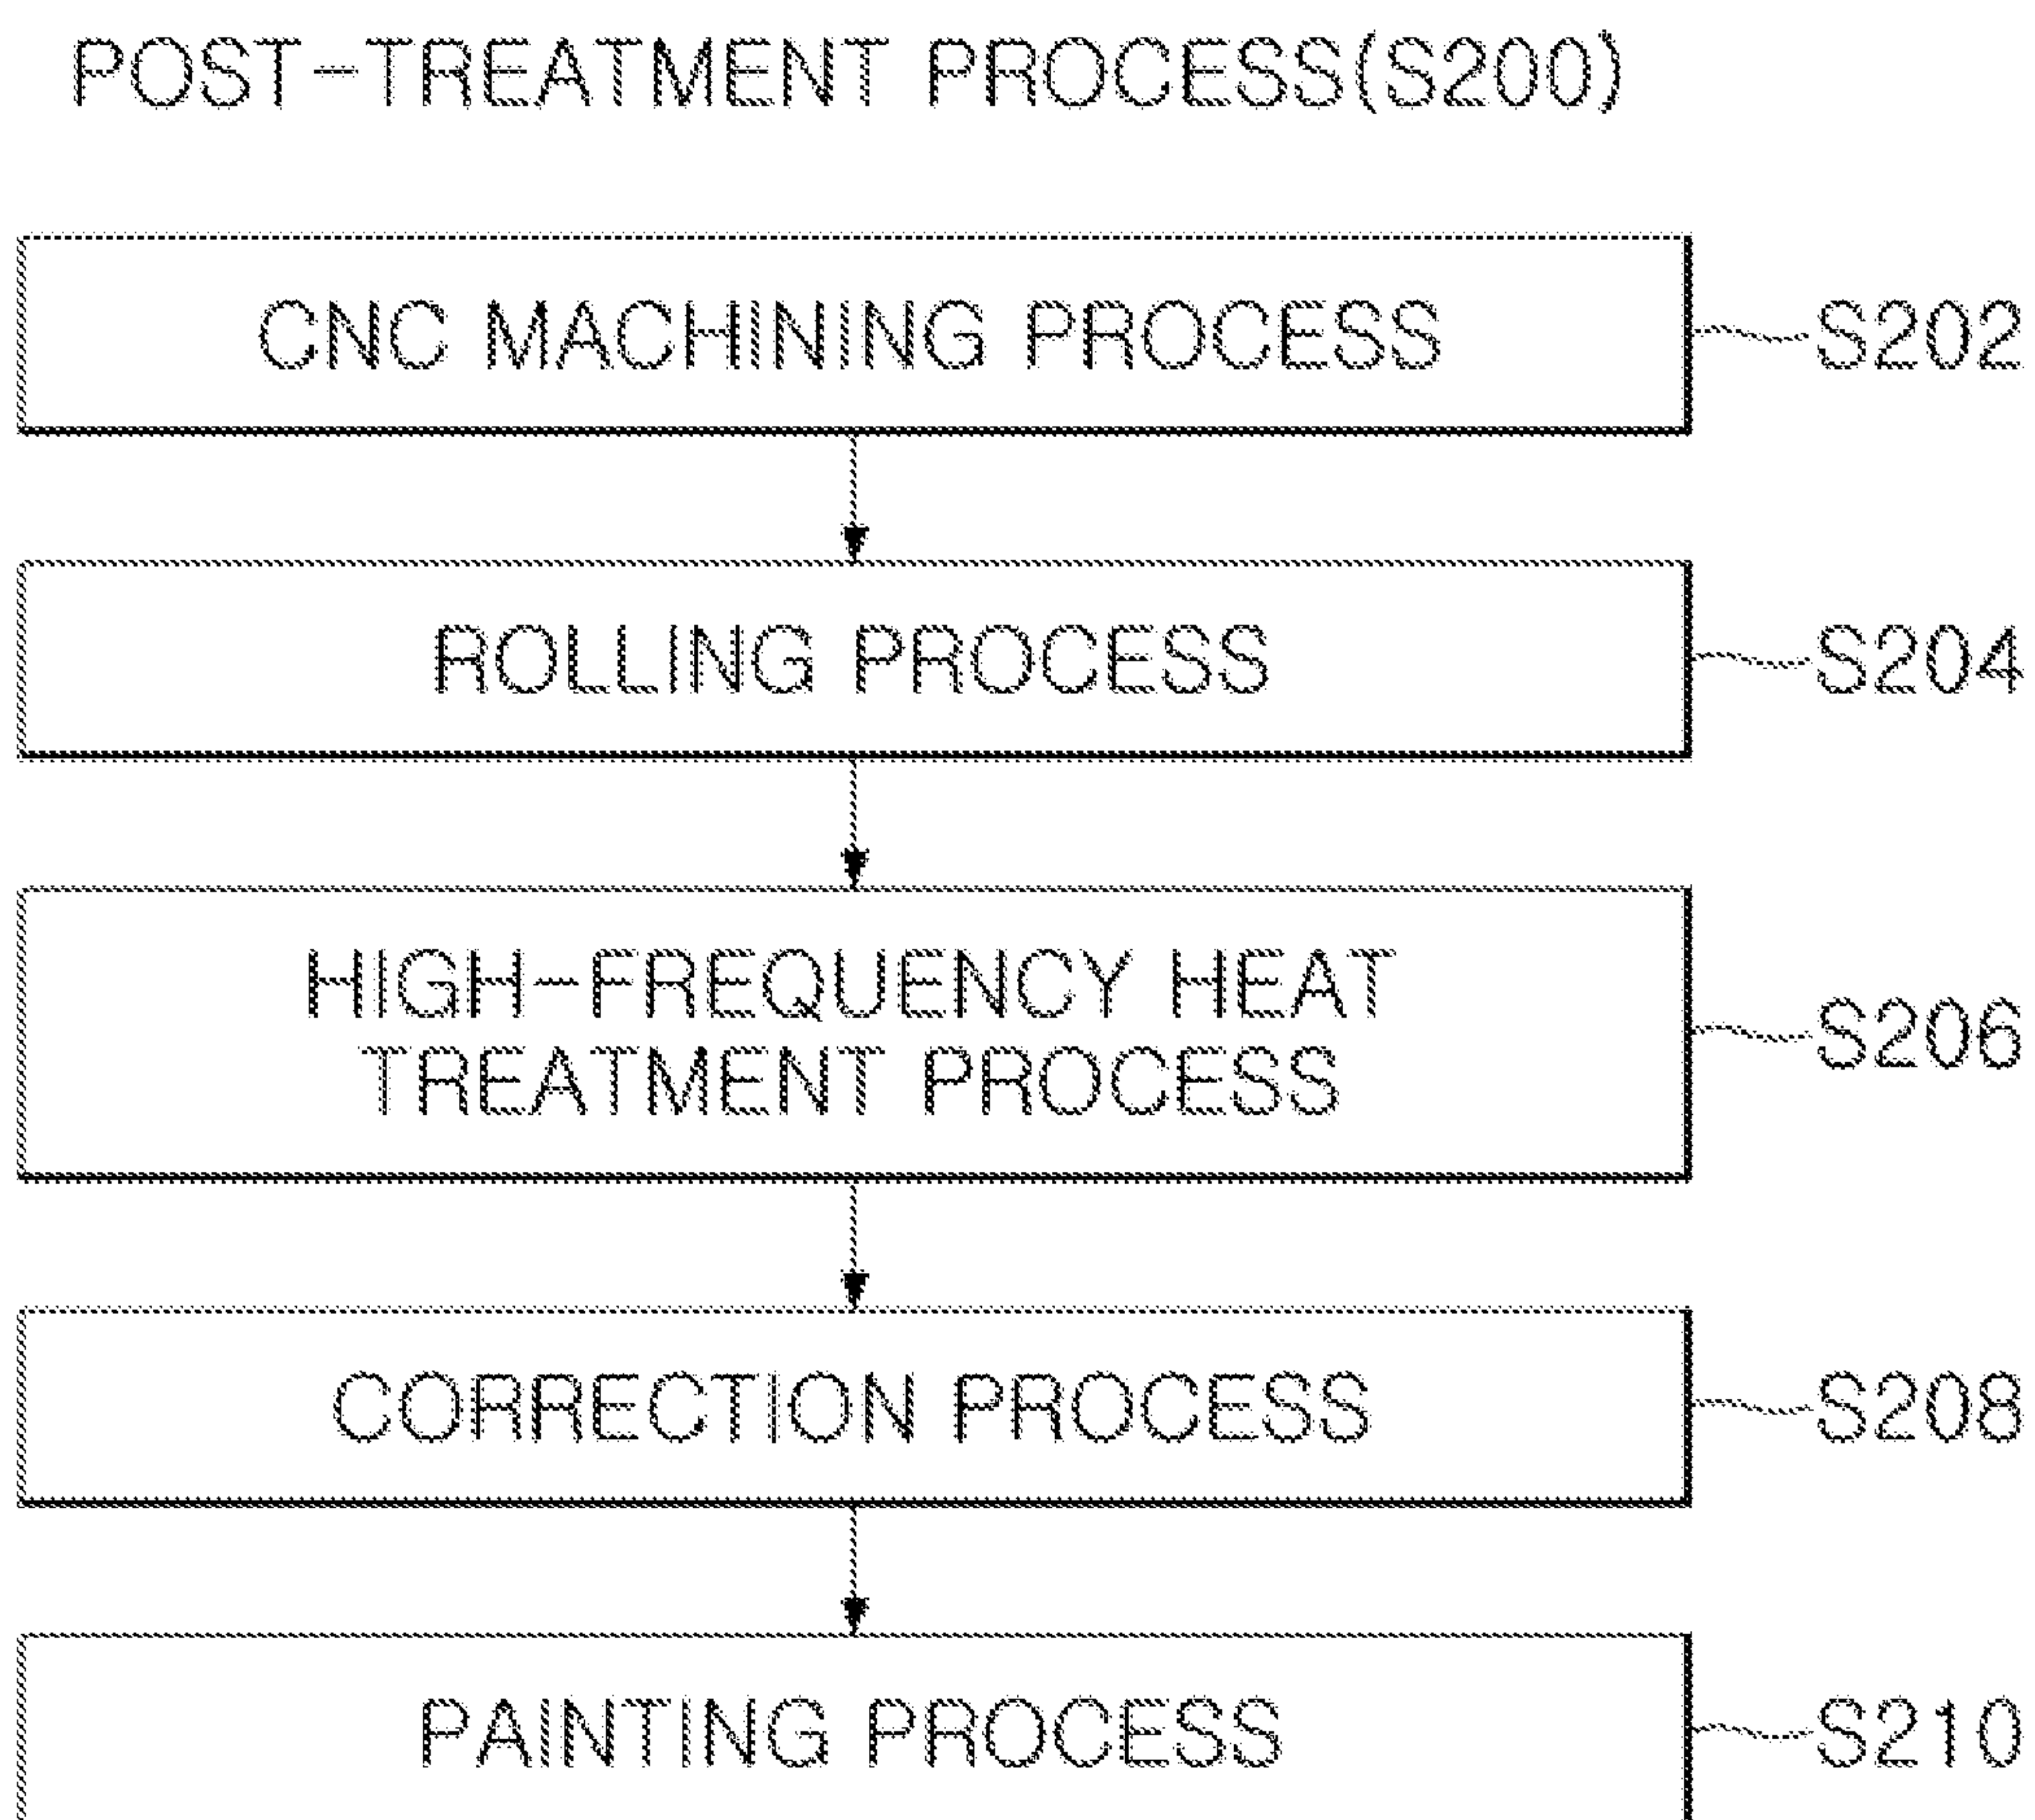 POST-TREATMENT PROCESS(S200)
CNC MACHINING PROCESS
S202
ROLLING PROCESS
S204
HIGH-FREQUENCY HEAT
TREATMENT PROCESS
S206
CORRECTION PROCESS
S208
PAINTING PROCESS
S210